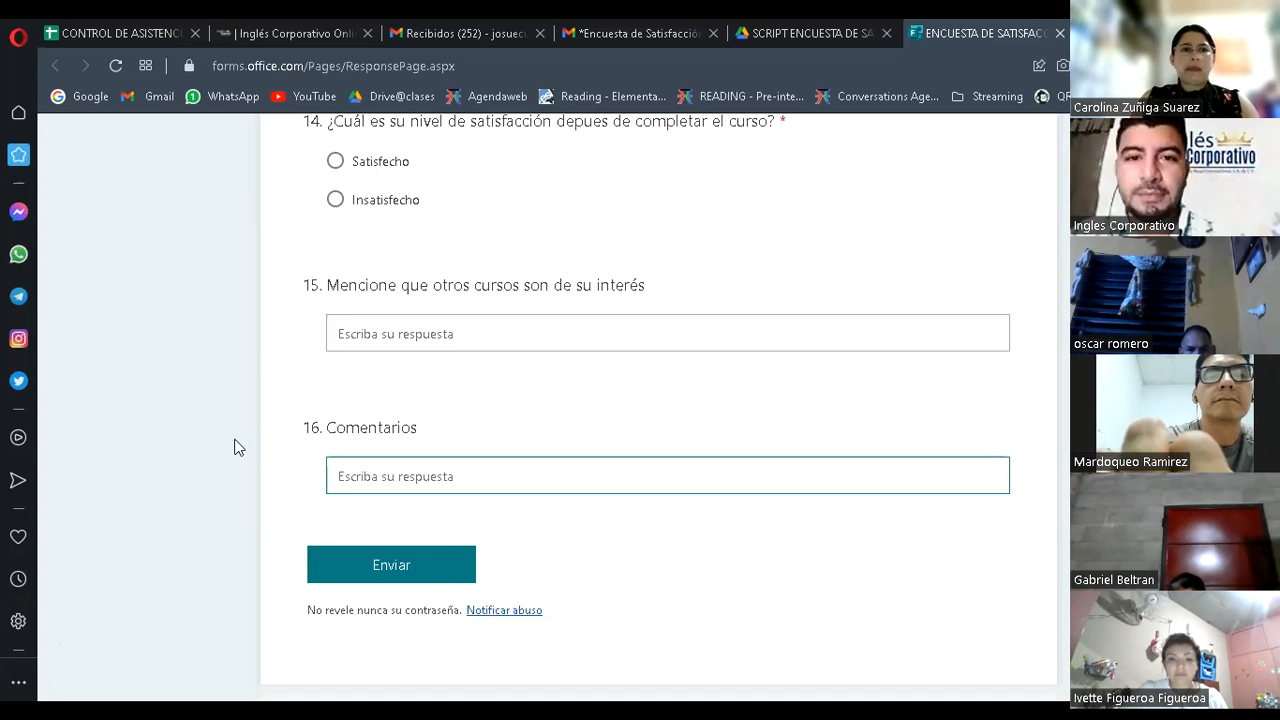 CONTROL DE ASISTENC
| Inglés Corporativo Onli
Recibidos (252) -
*Encuesta de Satisfacció
SCRIPT ENCUESTA DE SA
ENCUESTA DE SATISFACC
forms.office.com/Pages/ResponsePage.aspx
Google
Gmail
WhatsApp
YouTube
Drive@clases
Agendaweb
Reading - Elementa...
READING - Pre-inte...
Conversations Age...
Streaming
QR
14. ¿Cuál es su nivel de satisfacción depues de completar el curso? *
Satisfecho
Insatisfecho
15. Mencione que otros cursos son de su interés
Escriba su respuesta
16. Comentarios
Escriba su respuesta
Enviar
No revele nunca su contraseña. Notificar abuso
Carolina Zuñiga Suarez
lés
Corporativo
Ingles Corporativo
oscar romero
Mardoqueo Ramirez
Gabriel Beltran
Ivette Figueroa Figueroa